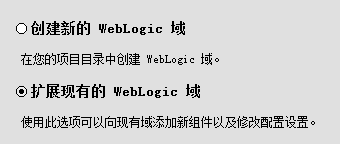 创建新的 WebLogic 域
在您的项目目录中创建 WebLogic 域。
扩展现有的 WebLogic 域
使用此选项可以向现有域添加新组件以及修改配置设置。